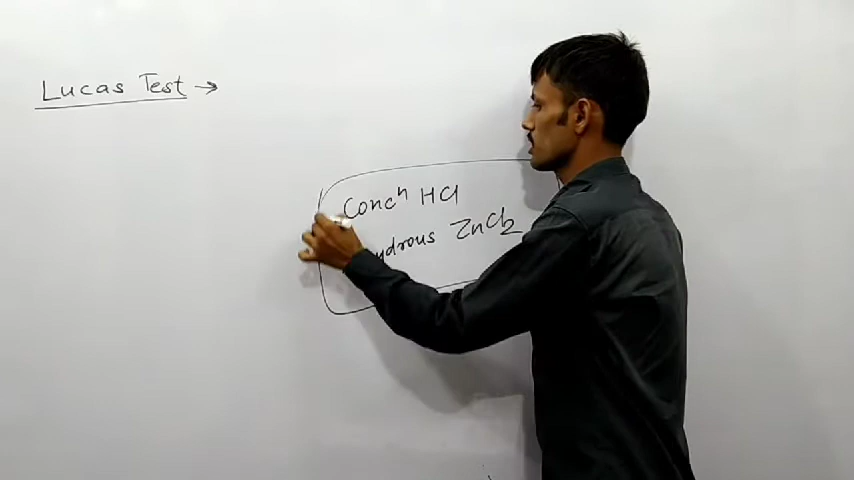 Lucas Test →
Concⁿ HCl
ydrous ZnCl₂